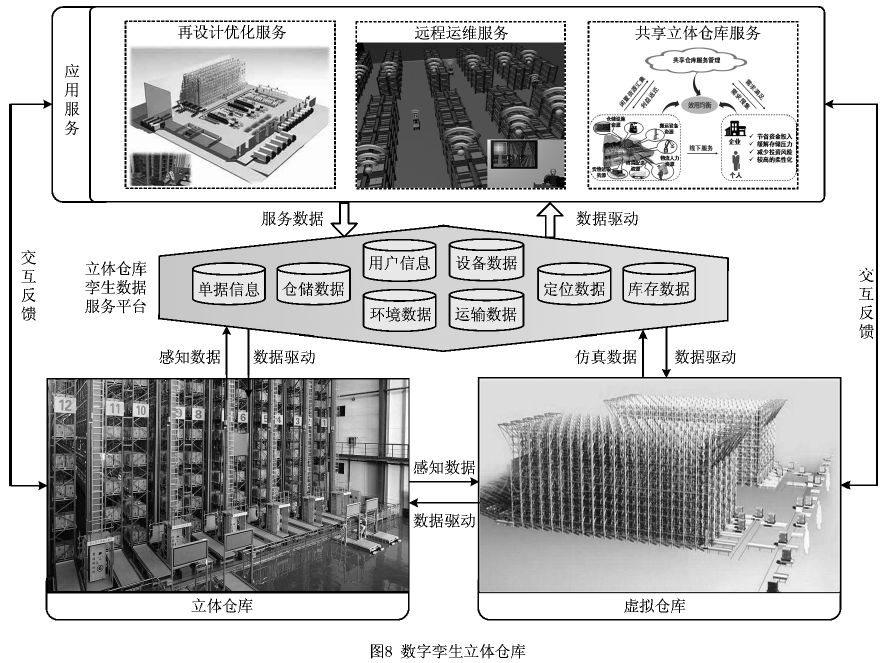 再设计优化服务
远程运维服务
共享立体仓库服务
应用服务
共享仓库服务管理
效用均衡
企业
个人
线下服务
节省资金投入
缓解存储压力
减少投资风险
较高的柔性化
服务数据
数据驱动
交互反馈
立体仓库
孪生数据
服务平台
单据信息
仓储数据
用户信息
设备数据
环境数据
运输数据
定位数据
库存数据
交互反馈
感知数据
数据驱动
仿真数据
数据驱动
12
11
10
9
8
6
感知数据
数据驱动
立体仓库
虚拟仓库
图8 数字孪生立体仓库